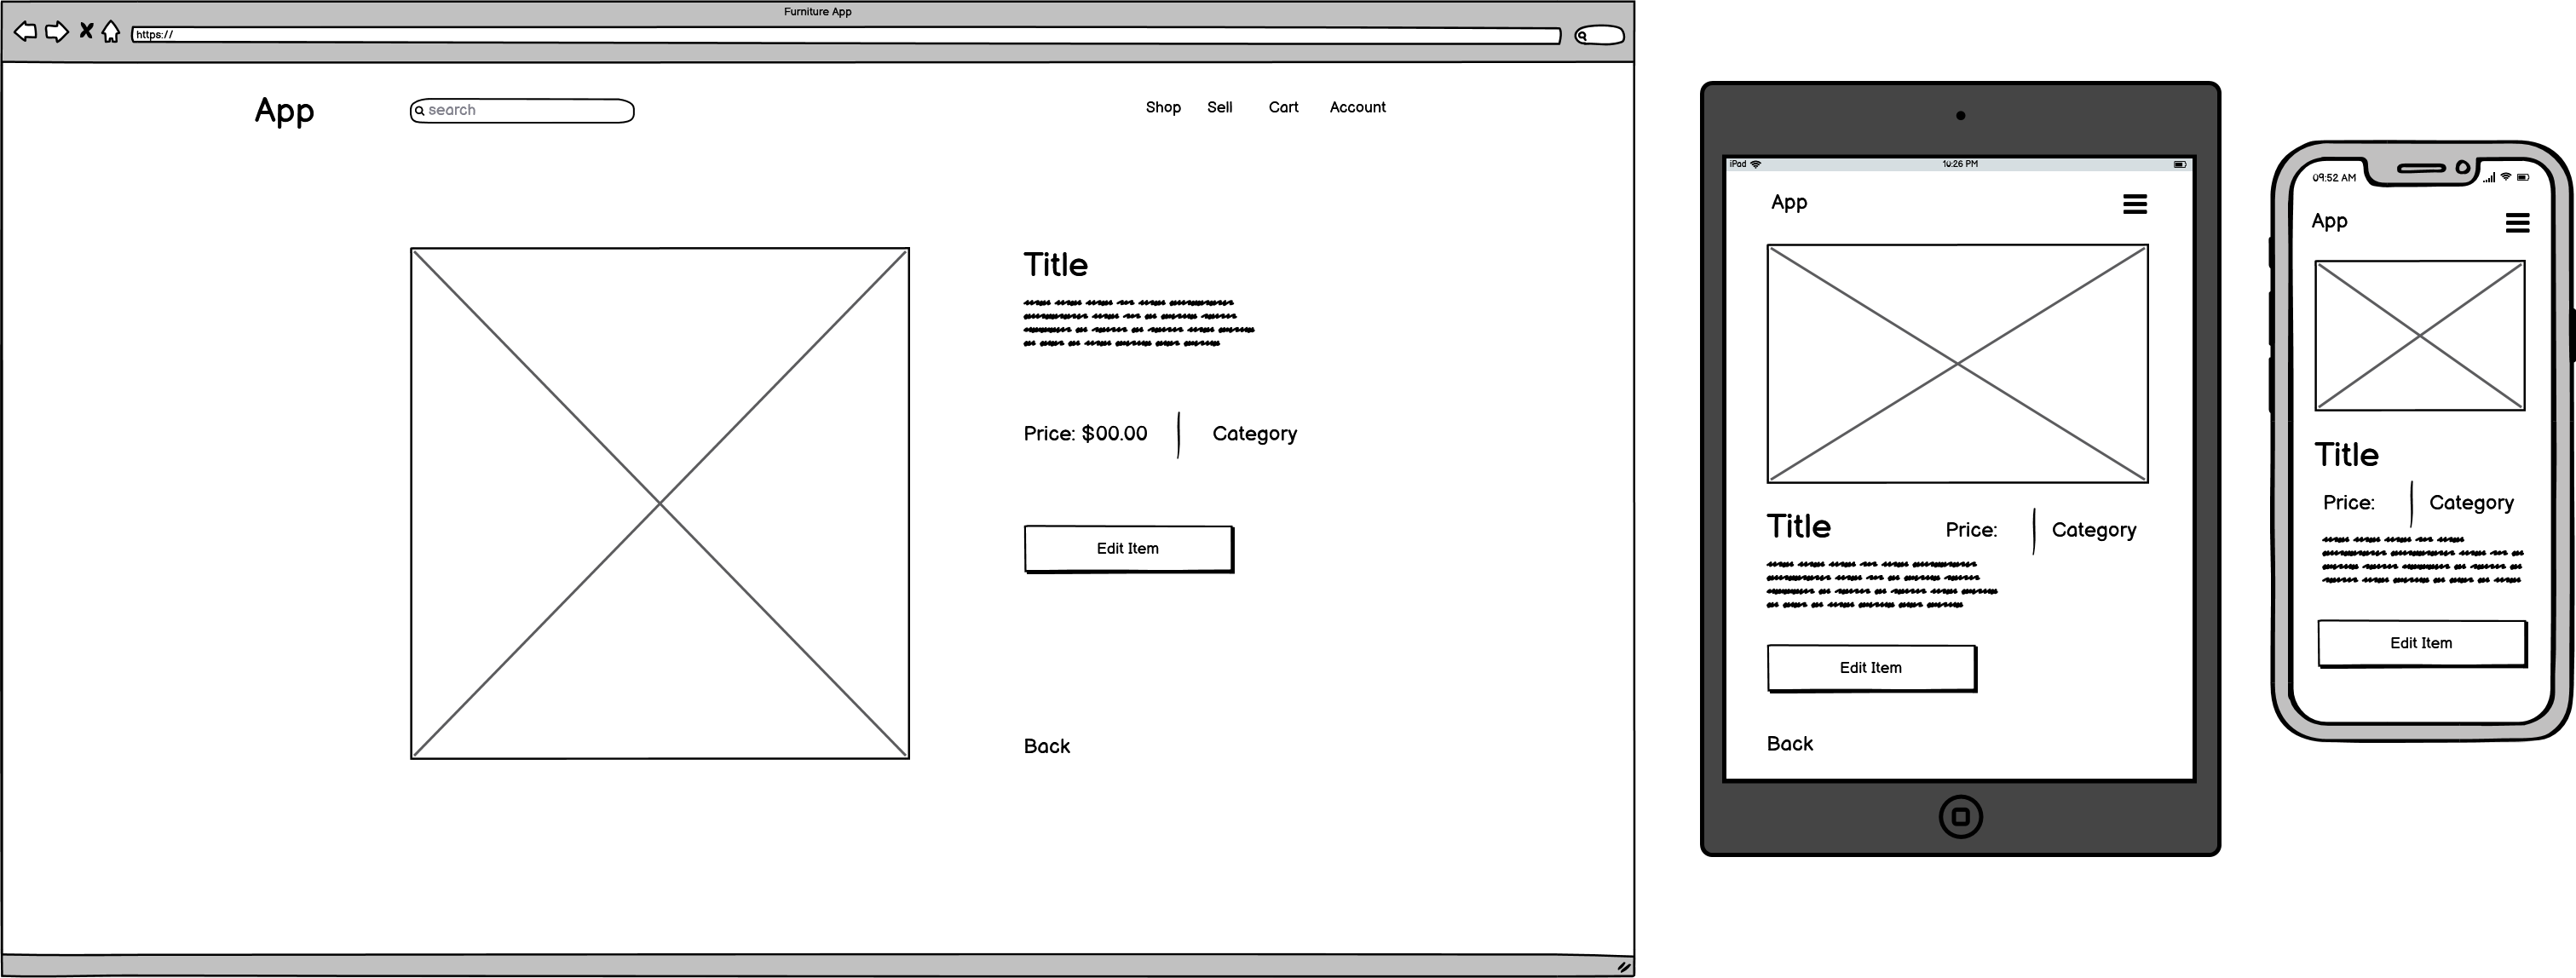 Furniture App
https://
App
search
Shop Sell Cart Account
Title
Price: $00.00
Category
Edit Item
Back
iPad
10:26 PM
App
Title
Price:
Category
Edit Item
Back
09:52 AM
App
Title
Price:
Category
Edit Item